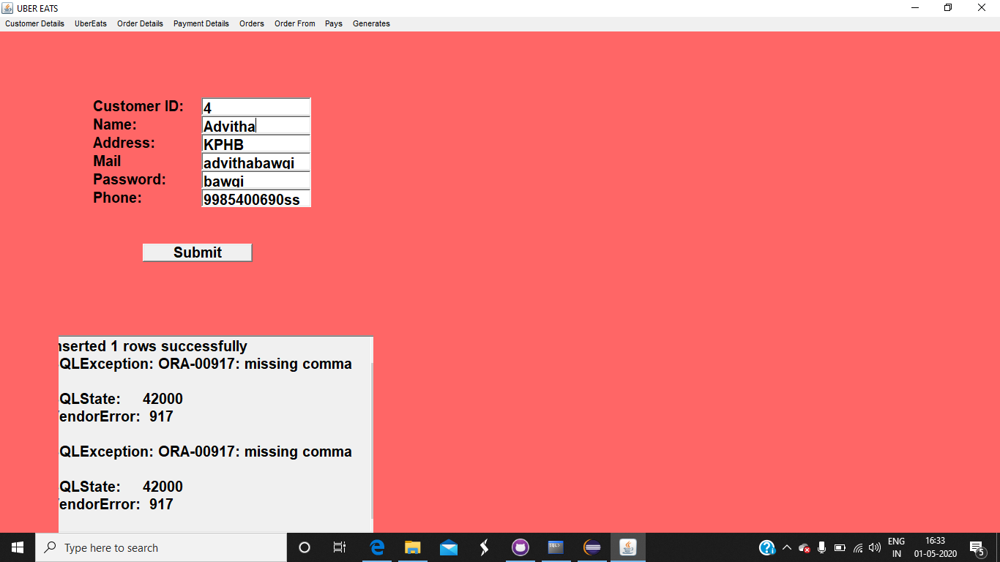 UBER EATS
Customer Details UberEats Order Details Payment Details Orders Order From Pays Generates
Customer ID: 4
Name: Advitha
Address: KPHB
Mail advithabawgi
Password: bawgi
Phone: 9985400690ss
Submit
nserted 1 rows successfully
QLException: ORA-00917: missing comma
QLState: 42000
endorError: 917
QLException: ORA-00917: missing comma
QLState: 42000
endorError: 917
Type here to search
SQL>
ENG
IN
16:33
01-05-2020
5